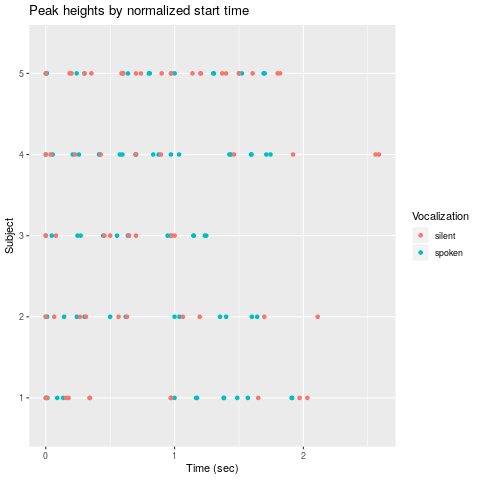 Peak heights by normalized start time
5
4
3
2
1
Subject
0
1
2
Time (sec)
Vocalization
silent
spoken